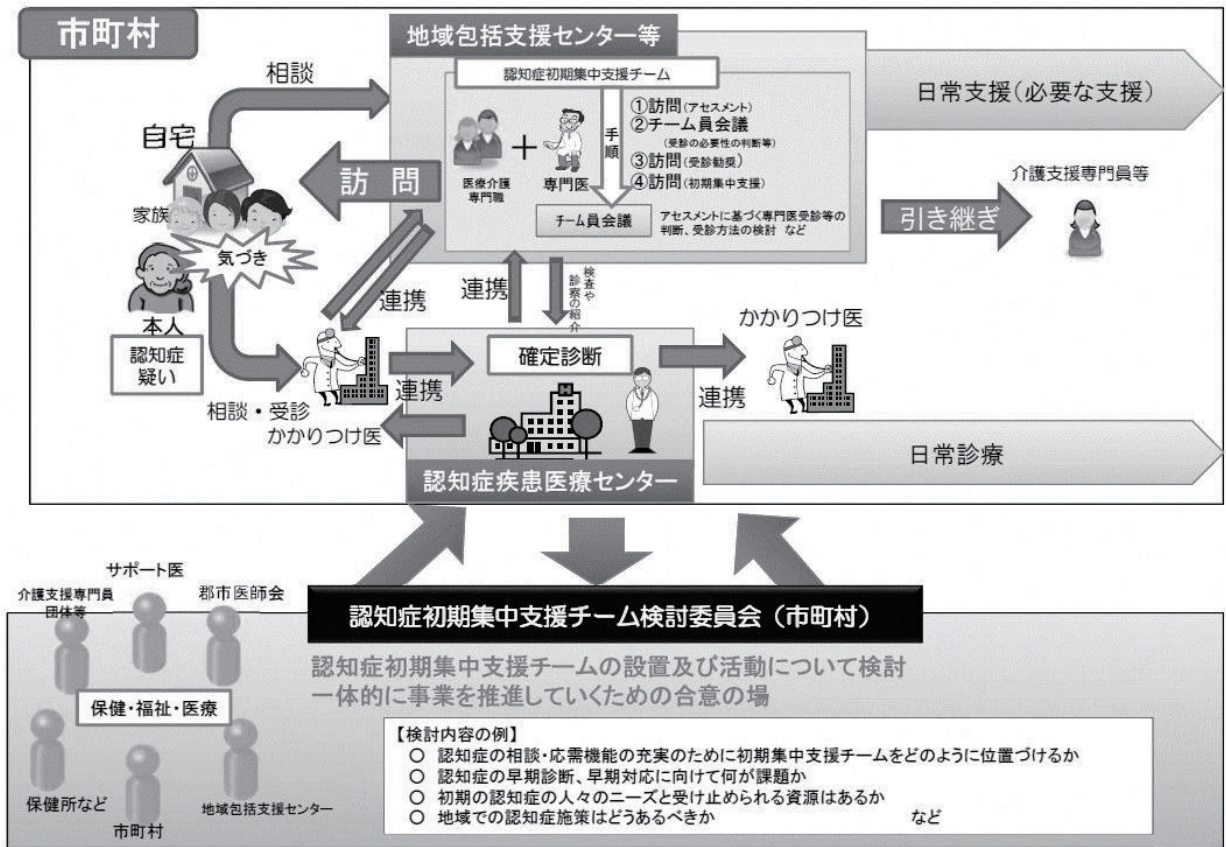 市町村
地域包括支援センター等
認知症初期集中支援チーム
相談
自宅
家族
訪問
医療介護
専門職
専門医
手順
①訪問(アセスメント)
②チーム員会議
(受診の必要性の判断等)
③訪問(受診勧奨)
④訪問(初期集中支援)
チーム員会議
アセスメントに基づく専門医受診等の
判断、受診方法の検討 など
日常支援(必要な支援)
介護支援専門員等
引き継ぎ
気づき
本人
認知症
疑い
連携
連携
検査や
診察の紹介
相談・受診
かかりつけ医
連携
確定診断
認知症疾患医療センター
連携
かかりつけ医
日常診療
サポート医
介護支援専門員
団体等
郡市医師会
保健・福祉・医療
保健所など
市町村
地域包括支援センター
認知症初期集中支援チーム検討委員会(市町村)
認知症初期集中支援チームの設置及び活動について検討
一体的に事業を推進していくための合意の場
【検討内容の例】
○ 認知症の相談・応需機能の充実のために初期集中支援チームをどのように位置づけるか
○ 認知症の早期診断、早期対応に向けて何が課題か
○ 初期の認知症の人々のニーズと受け止められる資源はあるか
○ 地域での認知症施策はどうあるべきか など